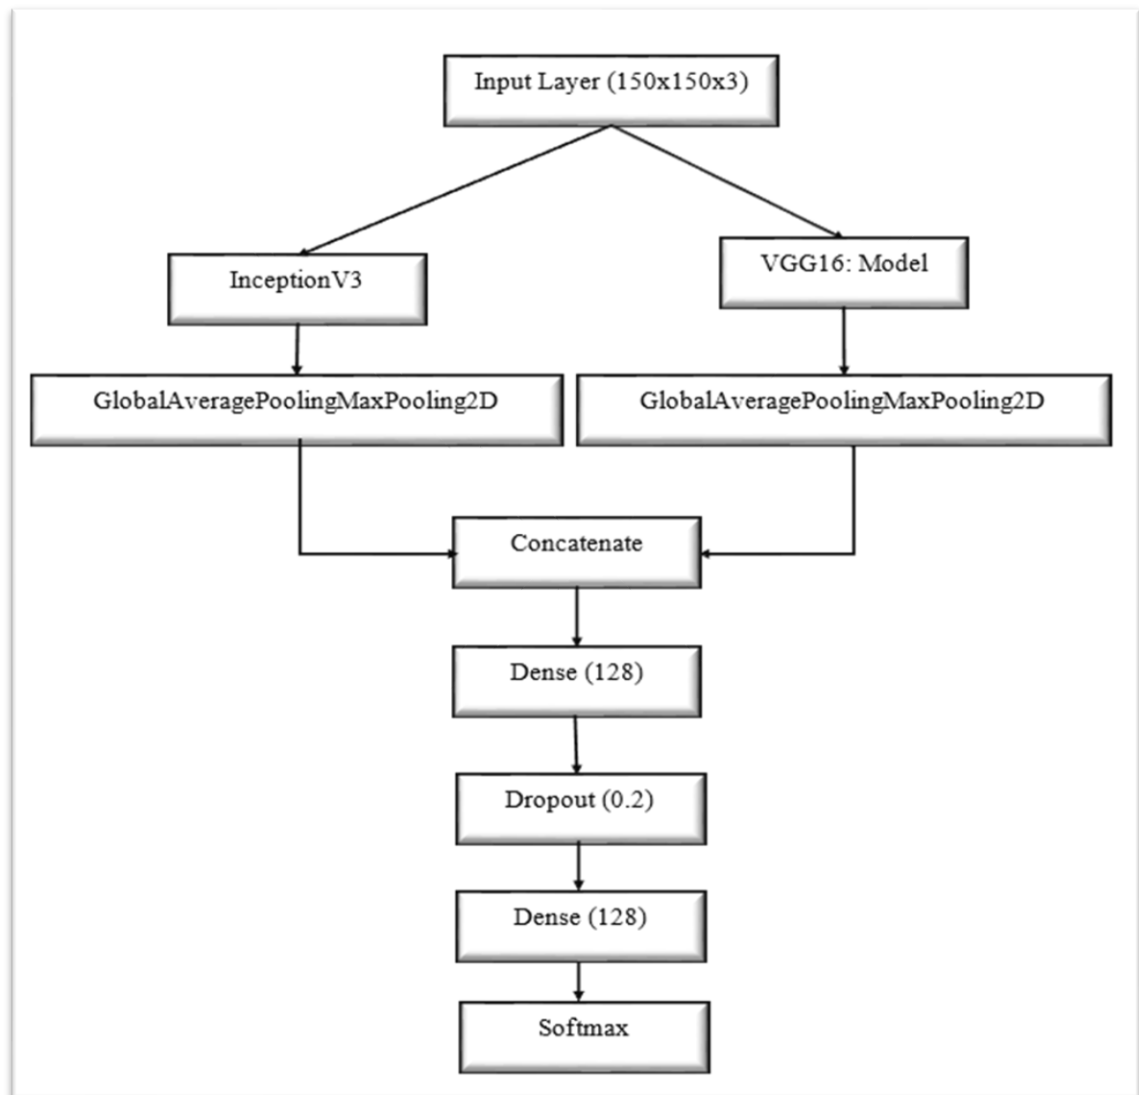 Input Layer (150x150x3)
InceptionV3
VGG16: Model
GlobalAveragePoolingMaxPooling2D
GlobalAveragePoolingMaxPooling2D
Concatenate
Dense (128)
Dropout (0.2)
Dense (128)
Softmax